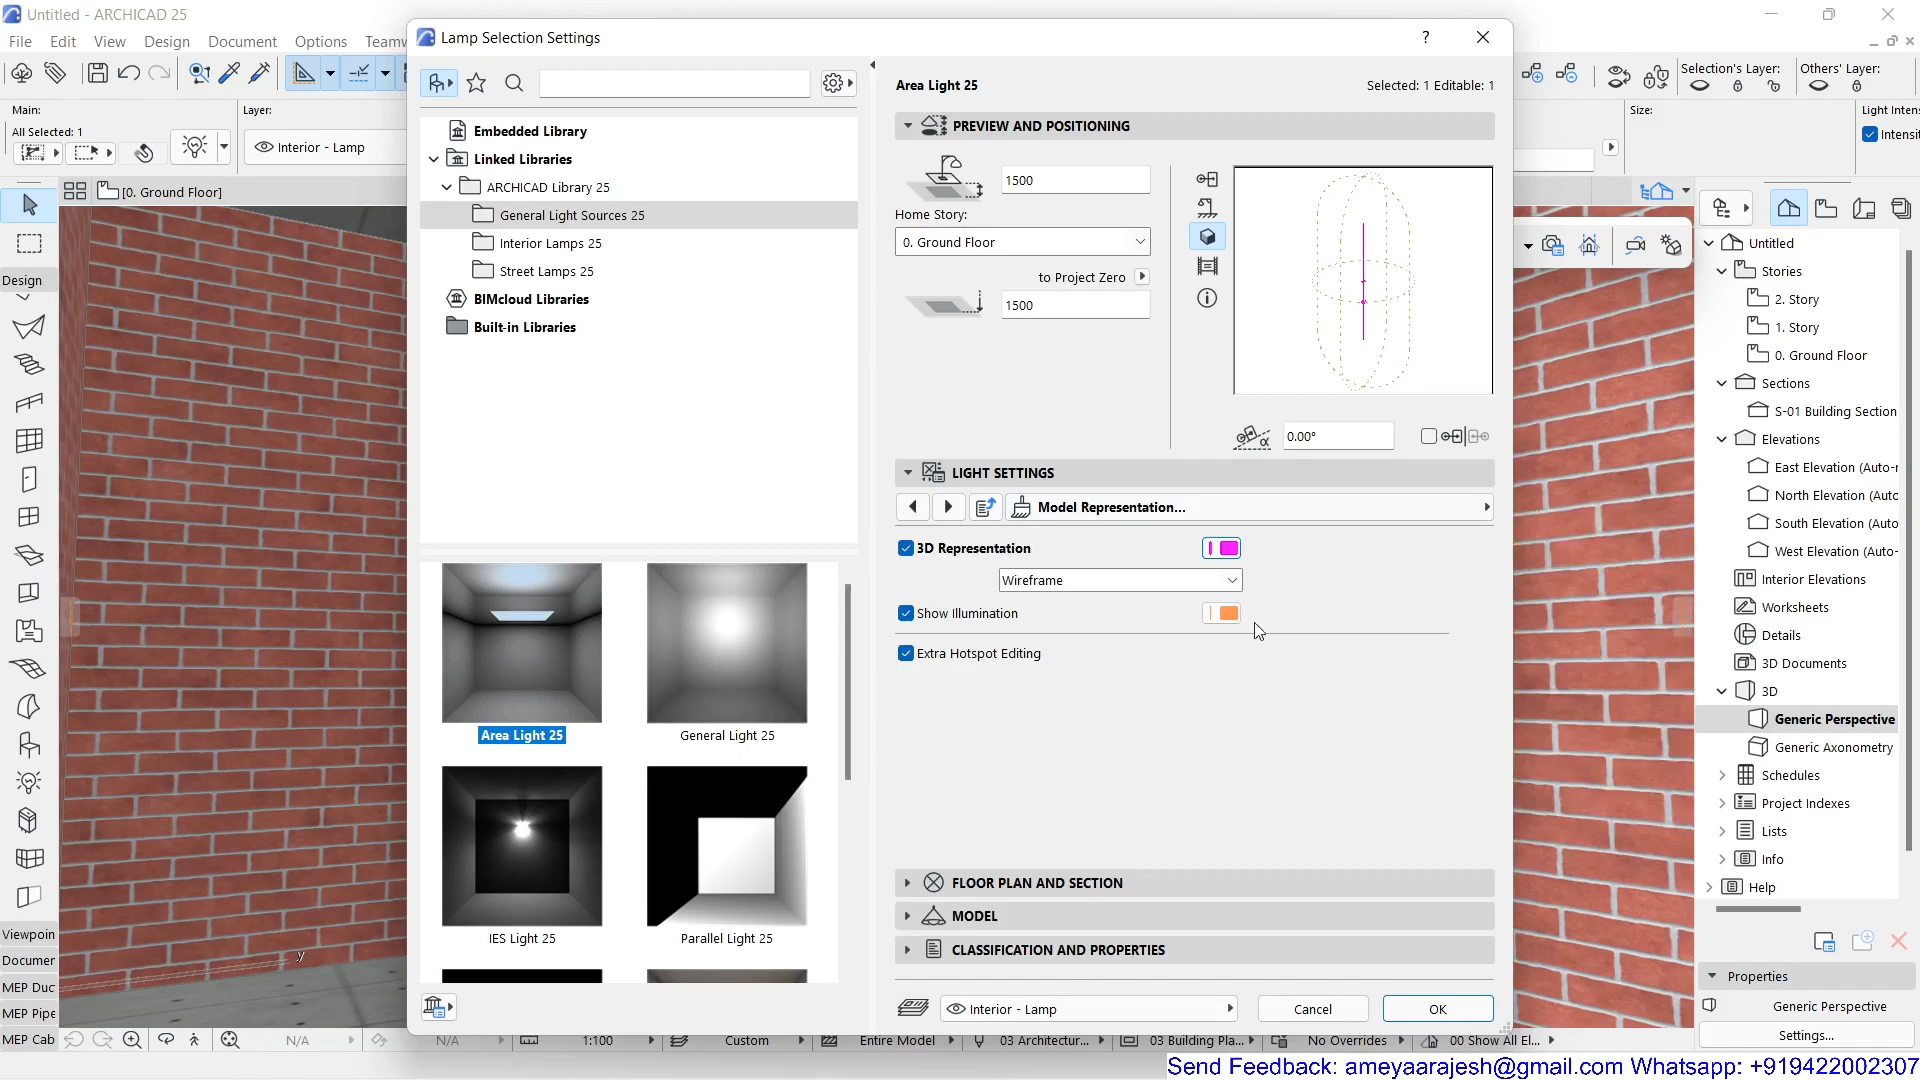 Untitled - ARCHICAD 25
File Edit View Design Document Options Teamw
Main:
All Selected: 1
Layer:
Interior - Lamp
[0. Ground Floor]
Design
Viewpoin
Documer
MEP Duc
MEP Pipe
MEP Cab
y
Lamp Selection Settings
?
Embedded Library
Linked Libraries
ARCHICAD Library 25
General Light Sources 25
Interior Lamps 25
Street Lamps 25
BIMcloud Libraries
Built-in Libraries
Area Light 25
General Light 25
IES Light 25
Parallel Light 25
Area Light 25
Selected: 1 Editable: 1
PREVIEW AND POSITIONING
1500
Home Story:
0. Ground Floor
to Project Zero
1500
α
0.00°
LIGHT SETTINGS
Model Representation...
3D Representation
Wireframe
Show Illumination
Extra Hotspot Editing
FLOOR PLAN AND SECTION
MODEL
CLASSIFICATION AND PROPERTIES
Interior - Lamp
Cancel
OK
Selection's Layer:
Others' Layer:
Size:
Light Intens
Intensit
Untitled
Stories
2. Story
1. Story
0. Ground Floor
Sections
S-01 Building Section
Elevations
East Elevation (Auto-r
North Elevation (Auto
South Elevation (Auto
West Elevation (Auto-
Interior Elevations
Worksheets
Details
3D Documents
3D
Generic Perspective
Generic Axonometry
Schedules
Project Indexes
Lists
Info
Help
Properties
Generic Perspective
Settings...
N/A
N/A
1:100
Custom
Entire Model
03 Architectur...
03 Building Pla...
No Overrides
00 Show All El...
Send Feedback: ameyaarajesh@gmail.com Whatsapp: +919422002307